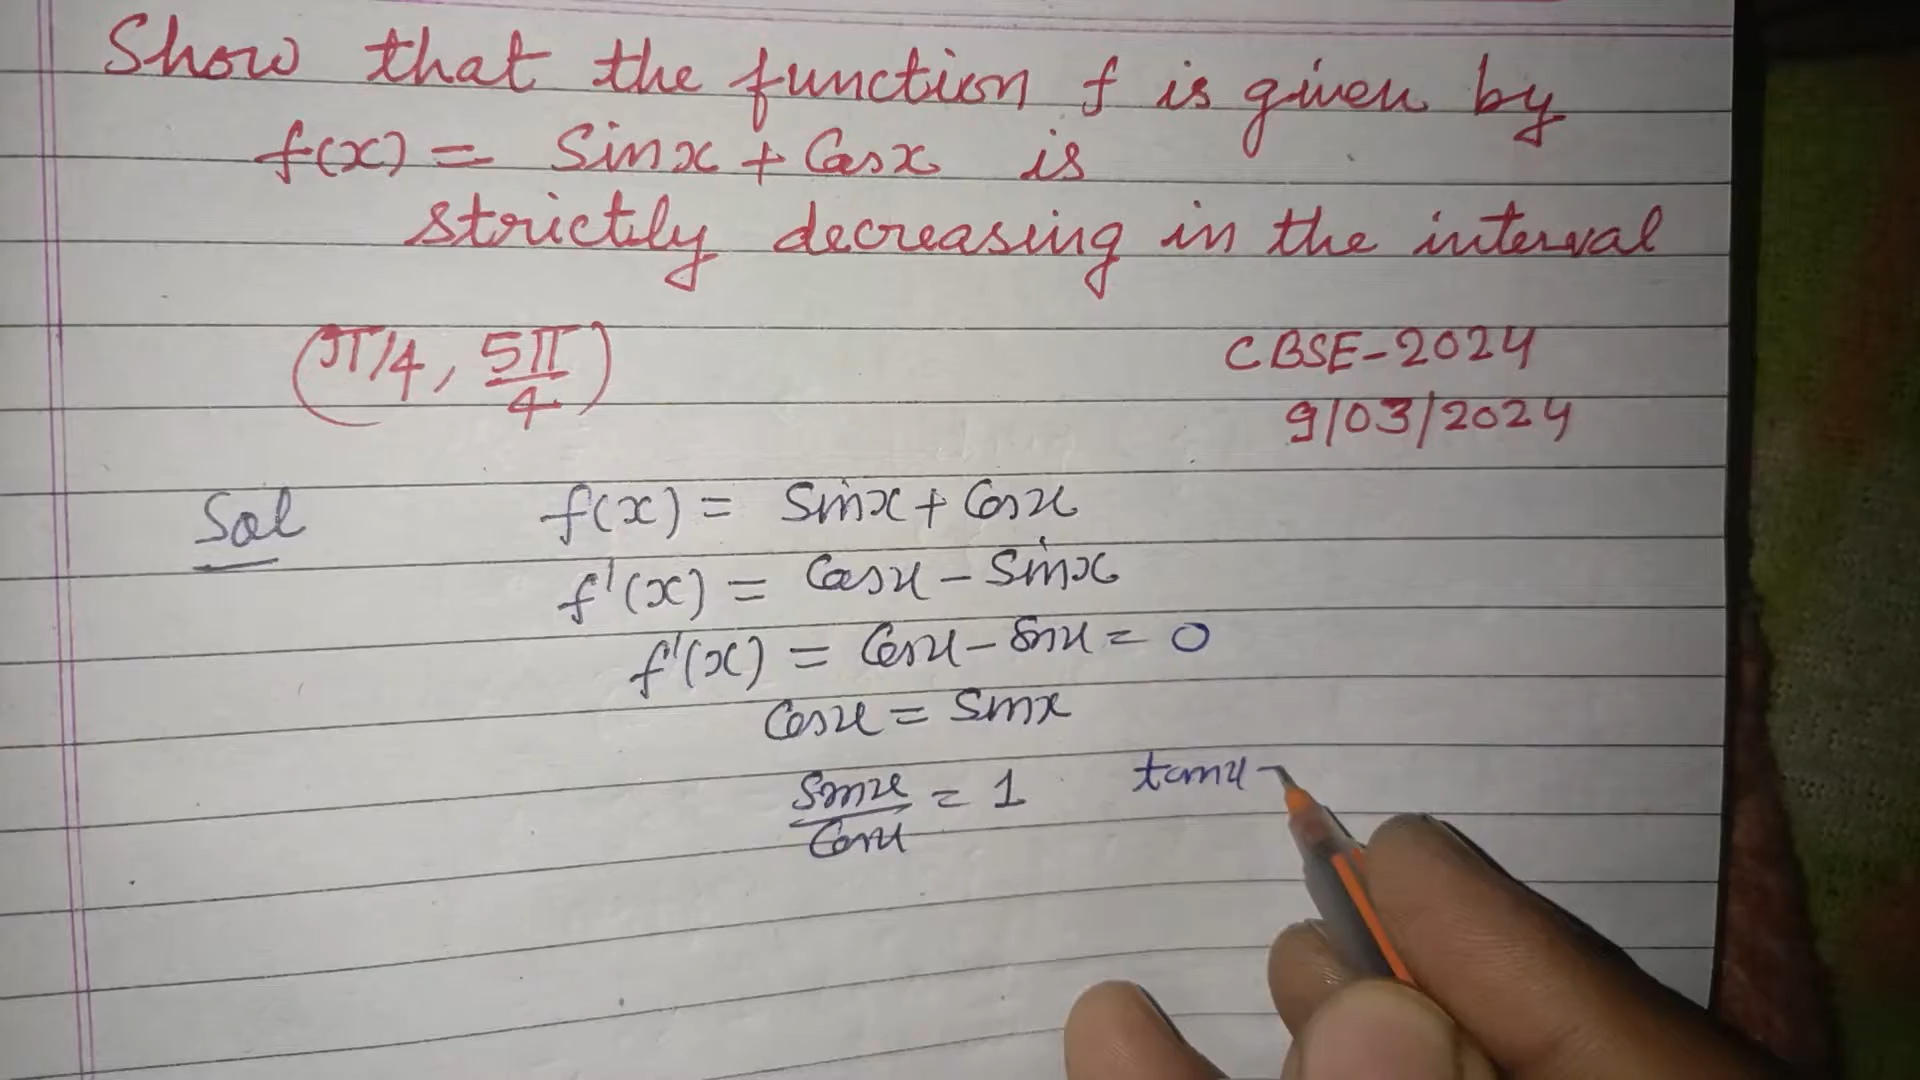 Show that the function f is given by
f(x) = Sinx + Cosx is
strictly decreasing in the interval
(π/4, 5π/4)
CBSE-2024
9/03/2024
Sol f(x) = Sinx + Cosx
f'(x) = Cosx - Sinx
f'(x) = Cosx - Sinx = 0
Cosx = Sinx
Sinx/Cosx = 1 tanx -